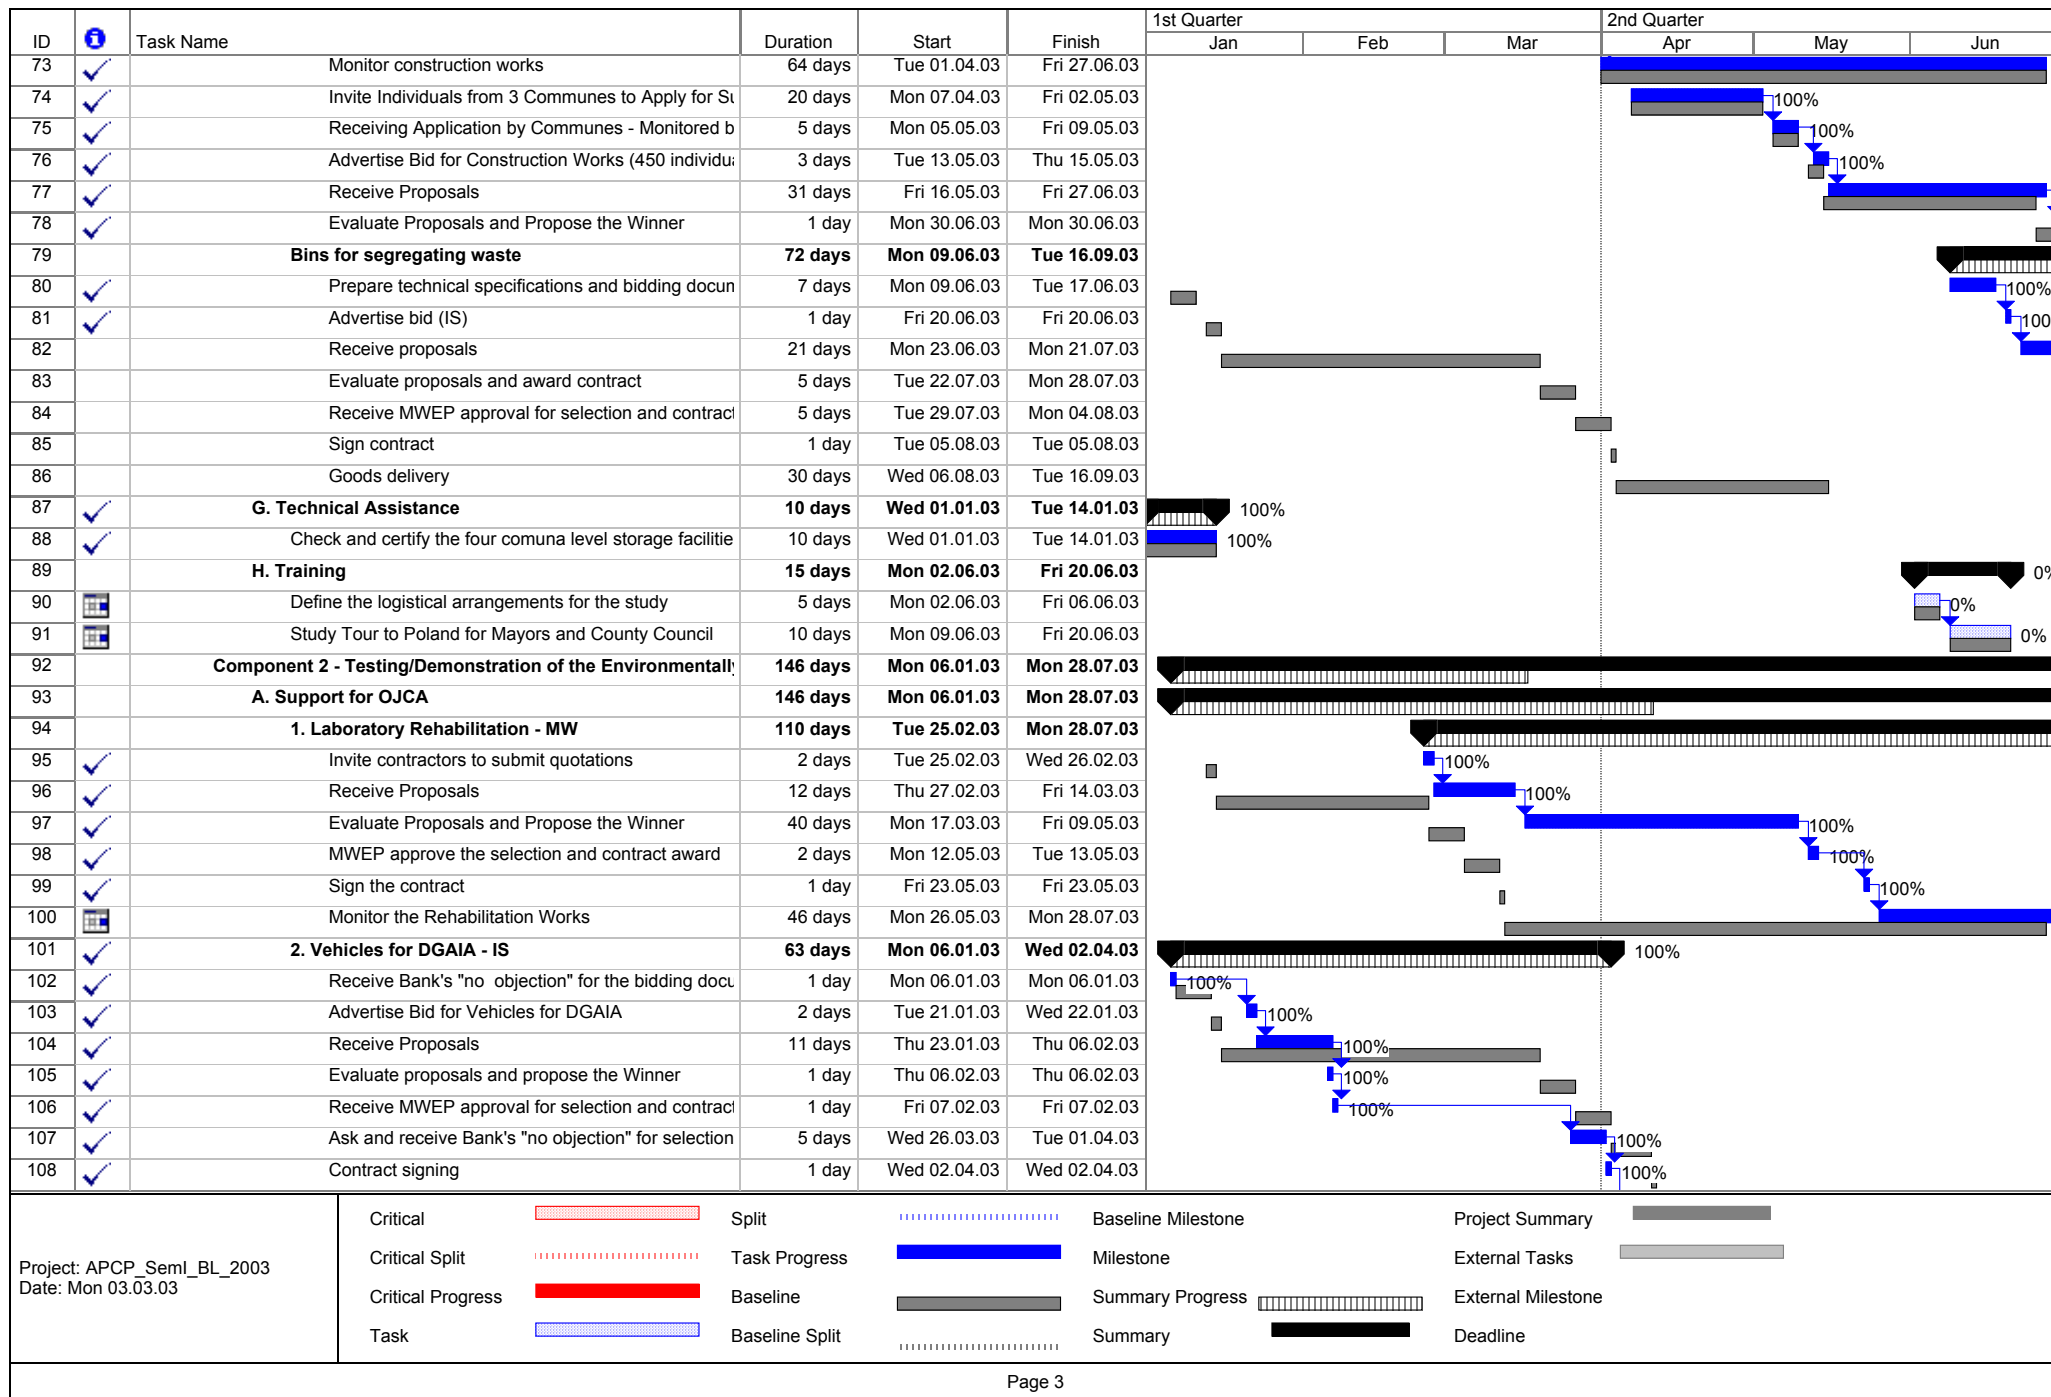 1st Quarter 2nd Quarter
ID Task Name Duration Start Finish Jan Feb Mar Apr May Jun
73 Monitor construction works 64 days Tue 01.04.03 Fri 27.06.03
74 Invite Individuals from 3 Communes to Apply for Su 20 days Mon 07.04.03 Fri 02.05.03 100%
75 Receiving Application by Communes - Monitored b 5 days Mon 05.05.03 Fri 09.05.03 100%
76 Advertise Bid for Construction Works (450 individua 3 days Tue 13.05.03 Thu 15.05.03 100%
77 Receive Proposals 31 days Fri 16.05.03 Fri 27.06.03
78 Evaluate Proposals and Propose the Winner 1 day Mon 30.06.03 Mon 30.06.03
79 Bins for segregating waste 72 days Mon 09.06.03 Tue 16.09.03
80 Prepare technical specifications and bidding docum 7 days Mon 09.06.03 Tue 17.06.03 100%
81 Advertise bid (IS) 1 day Fri 20.06.03 Fri 20.06.03 100
82 Receive proposals 21 days Mon 23.06.03 Mon 21.07.03
83 Evaluate proposals and award contract 5 days Tue 22.07.03 Mon 28.07.03
84 Receive MWEP approval for selection and contract 5 days Tue 29.07.03 Mon 04.08.03
85 Sign contract 1 day Tue 05.08.03 Tue 05.08.03
86 Goods delivery 30 days Wed 06.08.03 Tue 16.09.03
87 G. Technical Assistance 10 days Wed 01.01.03 Tue 14.01.03 100%
88 Check and certify the four comuna level storage facilitie 10 days Wed 01.01.03 Tue 14.01.03 100%
89 H. Training 15 days Mon 02.06.03 Fri 20.06.03 0%
90 Define the logistical arrangements for the study 5 days Mon 02.06.03 Fri 06.06.03 0%
91 Study Tour to Poland for Mayors and County Council 10 days Mon 09.06.03 Fri 20.06.03 0%
92 Component 2 - Testing/Demonstration of the Environmentally 146 days Mon 06.01.03 Mon 28.07.03
93 A. Support for OJCA 146 days Mon 06.01.03 Mon 28.07.03
94 1. Laboratory Rehabilitation - MW 110 days Tue 25.02.03 Mon 28.07.03
95 Invite contractors to submit quotations 2 days Tue 25.02.03 Wed 26.02.03 100%
96 Receive Proposals 12 days Thu 27.02.03 Fri 14.03.03 100%
97 Evaluate Proposals and Propose the Winner 40 days Mon 17.03.03 Fri 09.05.03 100%
98 MWEP approve the selection and contract award 2 days Mon 12.05.03 Tue 13.05.03 100%
99 Sign the contract 1 day Fri 23.05.03 Fri 23.05.03 100%
100 Monitor the Rehabilitation Works 46 days Mon 26.05.03 Mon 28.07.03
101 2. Vehicles for DGAIA - IS 63 days Mon 06.01.03 Wed 02.04.03 100%
102 Receive Bank's "no objection" for the bidding docu 1 day Mon 06.01.03 Mon 06.01.03 100%
103 Advertise Bid for Vehicles for DGAIA 2 days Tue 21.01.03 Wed 22.01.03 100%
104 Receive Proposals 11 days Thu 23.01.03 Thu 06.02.03 100%
105 Evaluate proposals and propose the Winner 1 day Thu 06.02.03 Thu 06.02.03 100%
106 Receive MWEP approval for selection and contract 1 day Fri 07.02.03 Fri 07.02.03 100%
107 Ask and receive Bank's "no objection" for selection 5 days Wed 26.03.03 Tue 01.04.03 100%
108 Contract signing 1 day Wed 02.04.03 Wed 02.04.03 100%
Project: APCP_SemI_BL_2003
Date: Mon 03.03.03
Critical Split Baseline Milestone Project Summary
Critical Split Task Progress Milestone External Tasks
Critical Progress Baseline Summary Progress External Milestone
Task Baseline Split Summary Deadline
Page 3